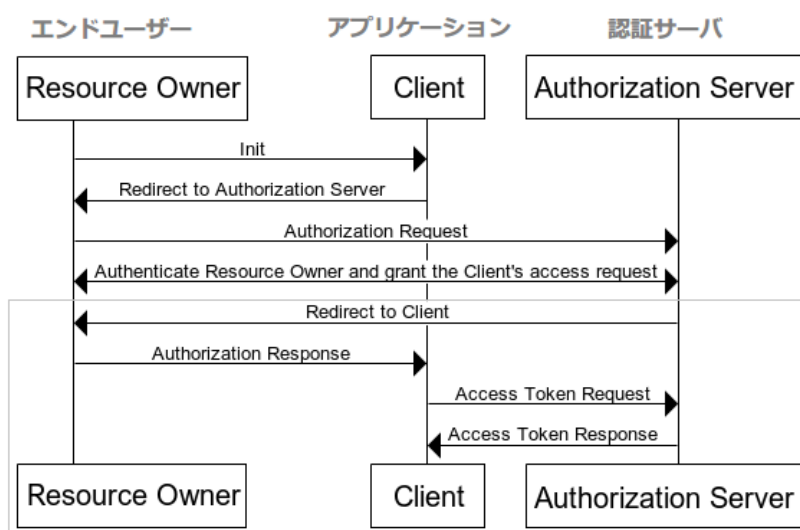 エンドユーザー
アプリケーション
認証サーバ
Resource Owner
Client
Authorization Server
Init
Redirect to Authorization Server
Authorization Request
Authenticate Resource Owner and grant the Client's access request
Redirect to Client
Authorization Response
Access Token Request
Access Token Response
Resource Owner
Client
Authorization Server